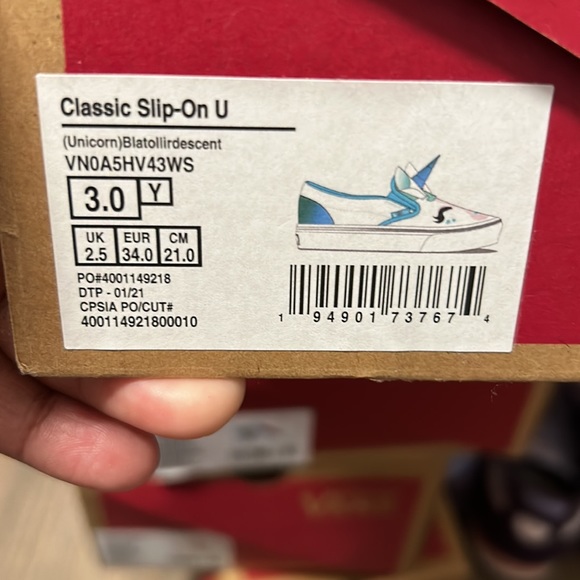 Classic Slip-On U
(Unicorn)Blatollirdescent
VN0A5HV43WS
3.0 Y
UK EUR CM
2.5 34.0 21.0
PO#4001149218
DTP - 01/21
CPSIA PO/CUT#
400114921800010
1 94901 73767 4